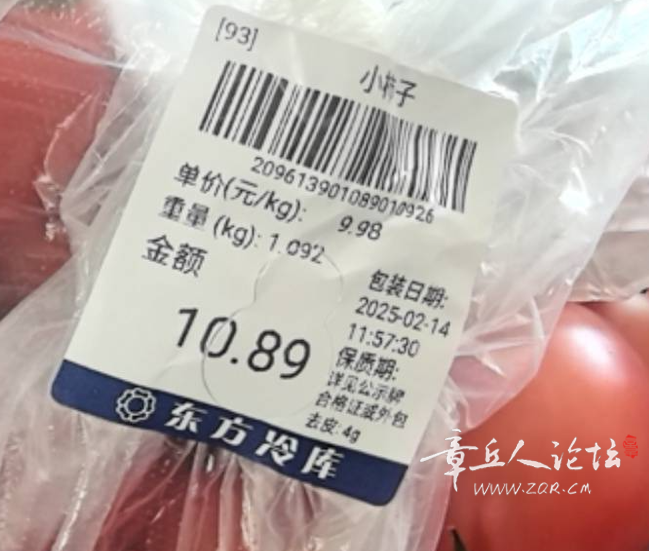 [93]
小柿子
209613901089010926
单价(元/kg): 9.98
重量 (kg): 1.092
金额
10.89
包装日期:
2025-02-14
11:57:30
保质期:
详见公示牌
合格证或外包
去皮: 4g
东方冷库
章丘人论坛
WWW.ZQR.CM